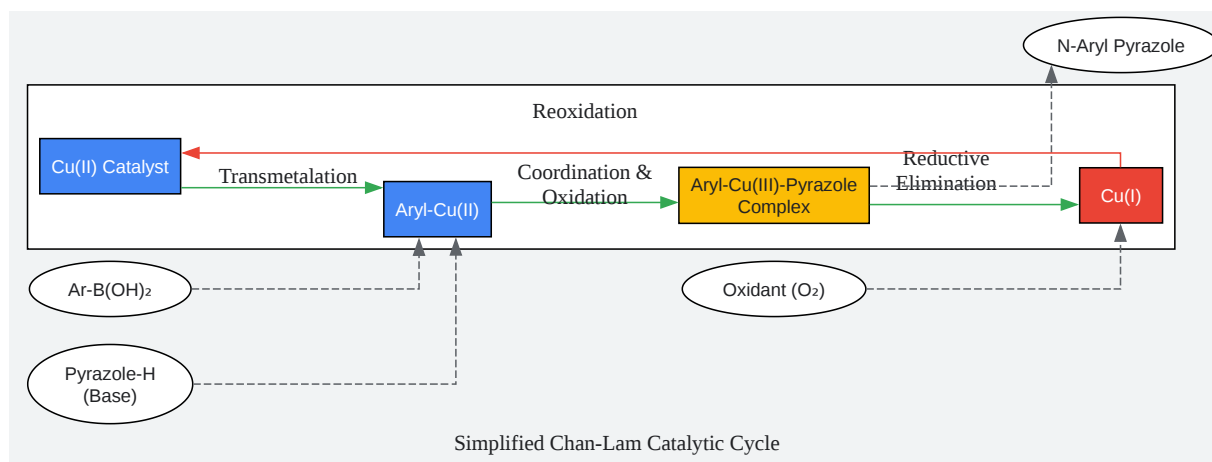 N-Aryl Pyrazole
Reoxidation
Cu(II) Catalyst
Transmetalation
Aryl-Cu(II)
Coordination &
Oxidation
Aryl-Cu(III)-Pyrazole
Complex
Reductive
Elimination
Cu(I)
Ar-B(OH)₂
Oxidant (O₂)
Pyrazole-H
(Base)
Simplified Chan-Lam Catalytic Cycle